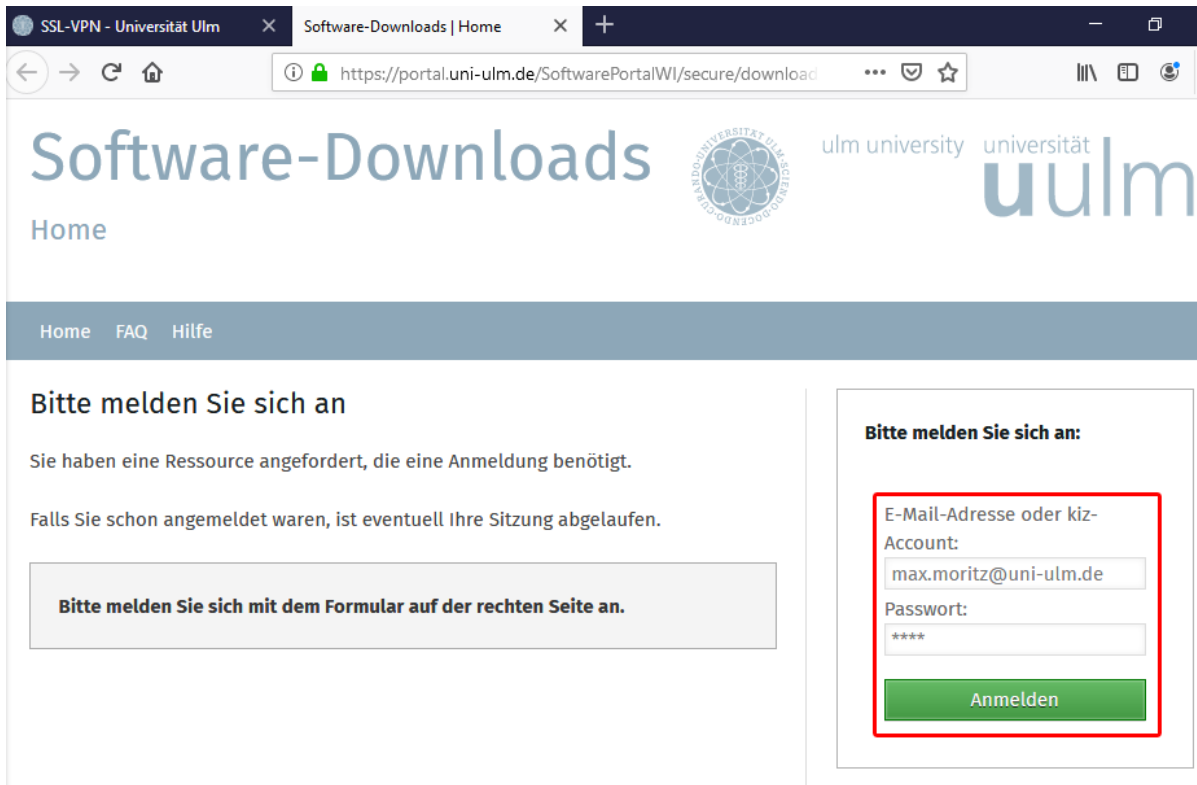 SSL-VPN - Universität Ulm
Software-Downloads | Home
https://portal.uni-ulm.de/SoftwarePortalWI/secure/download
Software-Downloads
ulm university universität
uulm
Home
Home FAQ Hilfe
Bitte melden Sie sich an
Sie haben eine Ressource angefordert, die eine Anmeldung benötigt.
Falls Sie schon angemeldet waren, ist eventuell Ihre Sitzung abgelaufen.
Bitte melden Sie sich mit dem Formular auf der rechten Seite an.
Bitte melden Sie sich an:
E-Mail-Adresse oder kiz-
Account:
max.moritz@uni-ulm.de
Passwort:
****
Anmelden